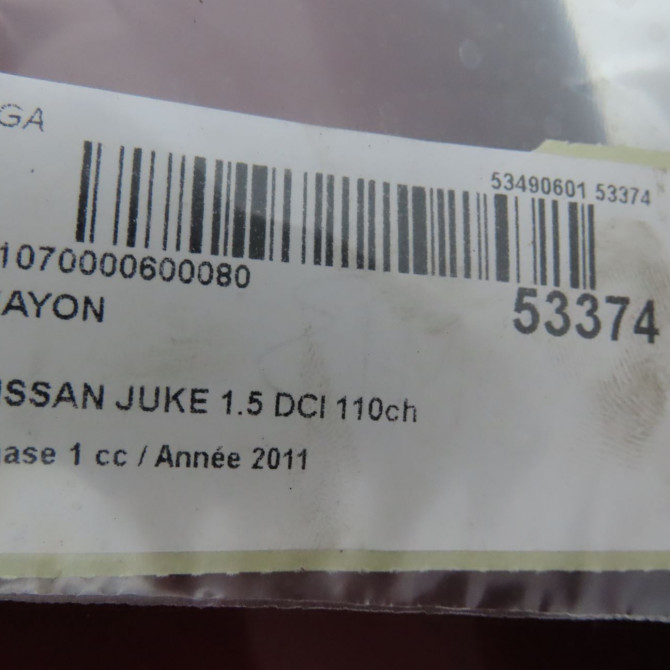 GA
53490601 53374
1070000600080
AYON
53374
ISSAN JUKE 1.5 DCI 110ch
ase 1 cc / Année 2011